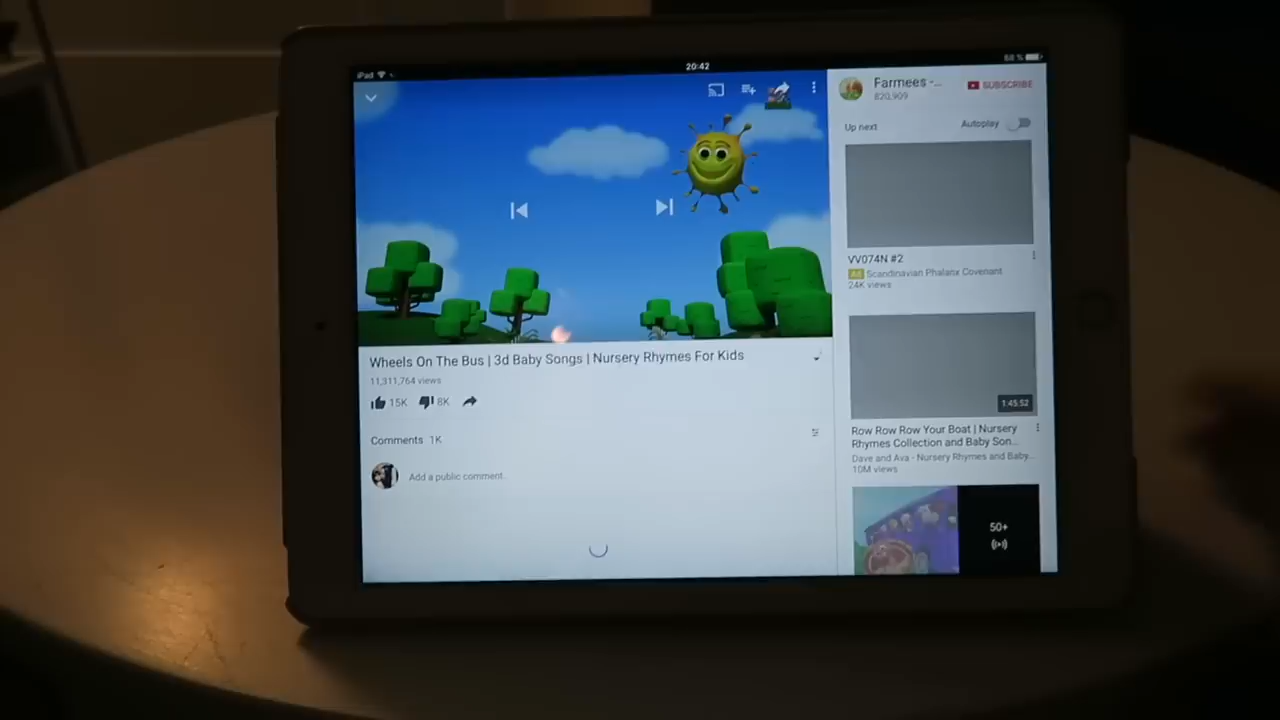 iPad
20:42
88 %
Farmees -...
820,909
SUBSCRIBE
Up next
Autoplay
VV074N #2
Ad Scandinavian Phalanx Covenant
24K views
1:45:52
Row Row Row Your Boat | Nursery
Rhymes Collection and Baby Son...
Dave and Ava - Nursery Rhymes and Baby...
10M views
50+
Wheels On The Bus | 3d Baby Songs | Nursery Rhymes For Kids
11,311,764 views
15K
8K
Comments 1K
Add a public comment...